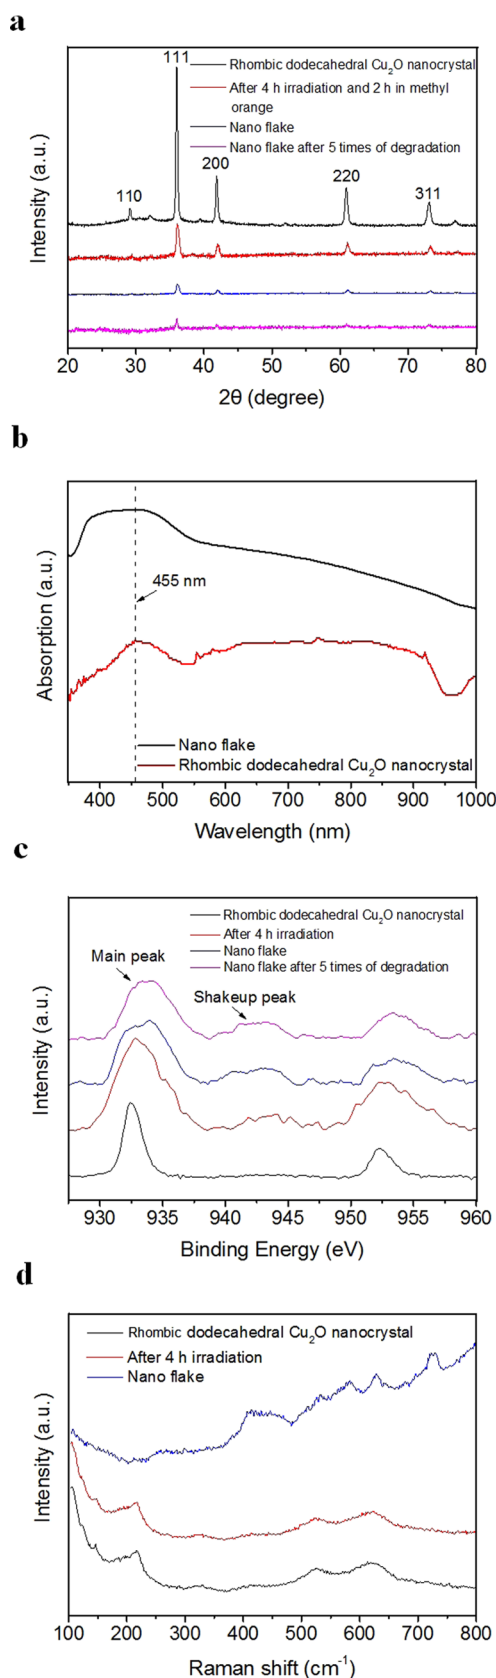 a
111
Rhombic dodecahedral Cu₂O nanocrystal
After 4 h irradiation and 2 h in methyl
orange
Nano flake
Nano flake after 5 times of degradation
110
200
220
311
Intensity (a.u.)
20 30 40 50 60 70 80
2θ (degree)
b
455 nm
Absorption (a.u.)
Nano flake
Rhombic dodecahedral Cu₂O nanocrystal
400 500 600 700 800 900 1000
Wavelength (nm)
c
Rhombic dodecahedral Cu₂O nanocrystal
After 4 h irradiation
Nano flake
Nano flake after 5 times of degradation
Main peak
Shakeup peak
Intensity (a.u.)
930 935 940 945 950 955 960
Binding Energy (eV)
d
Rhombic dodecahedral Cu₂O nanocrystal
After 4 h irradiation
Nano flake
Intensity (a.u.)
100 200 300 400 500 600 700 800
Raman shift (cm⁻¹)